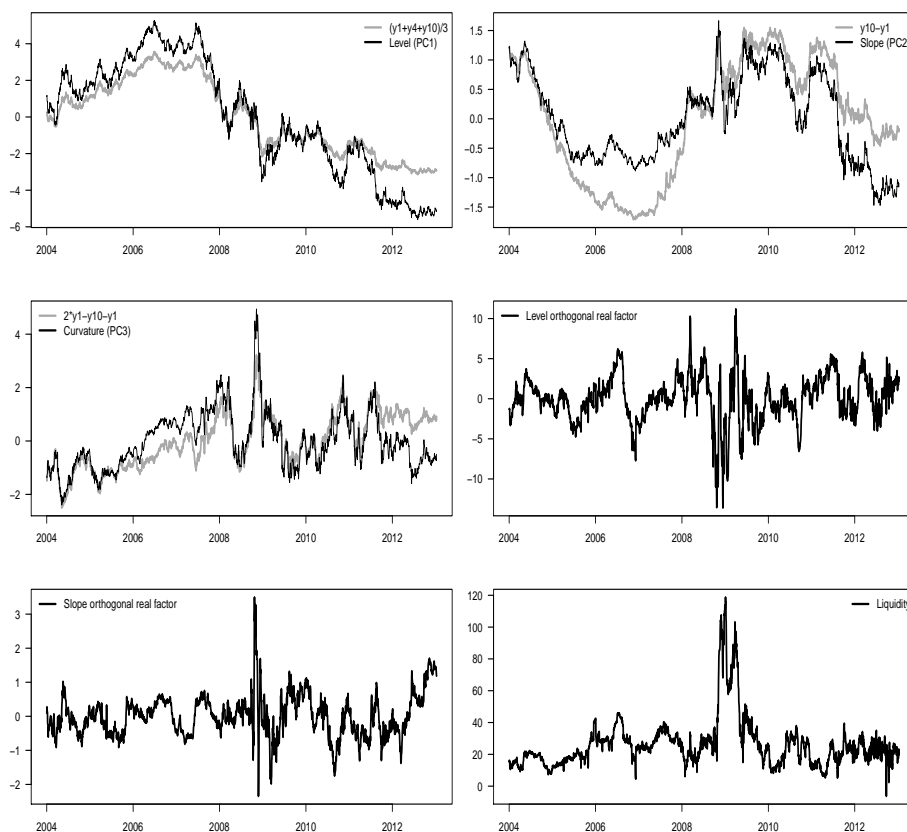 (y1+y4+y10)/3
Level (PC1)
4
2
0
−2
−4
−6
2004 2006 2008 2010 2012
y10−y1
Slope (PC2
1.5
1.0
0.5
0.0
−0.5
−1.0
−1.5
2004 2006 2008 2010 2012
2*y1−y10−y1
Curvature (PC3)
4
2
0
−2
2004 2006 2008 2010 2012
Level orthogonal real factor
10
5
0
−5
−10
2004 2006 2008 2010 2012
Slope orthogonal real factor
3
2
1
0
−1
−2
2004 2006 2008 2010 2012
Liquidity
120
100
80
60
40
20
0
2004 2006 2008 2010 2012